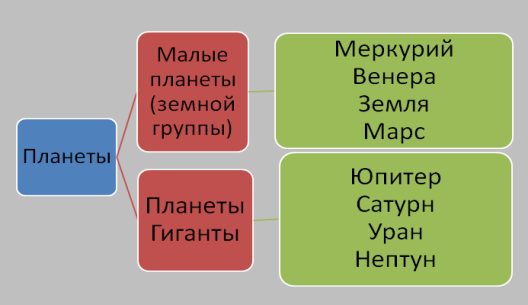 Планеты
Малые
планеты
(земной
группы)
Меркурий
Венера
Земля
Марс
Планеты
Гиганты
Юпитер
Сатурн
Уран
Нептун